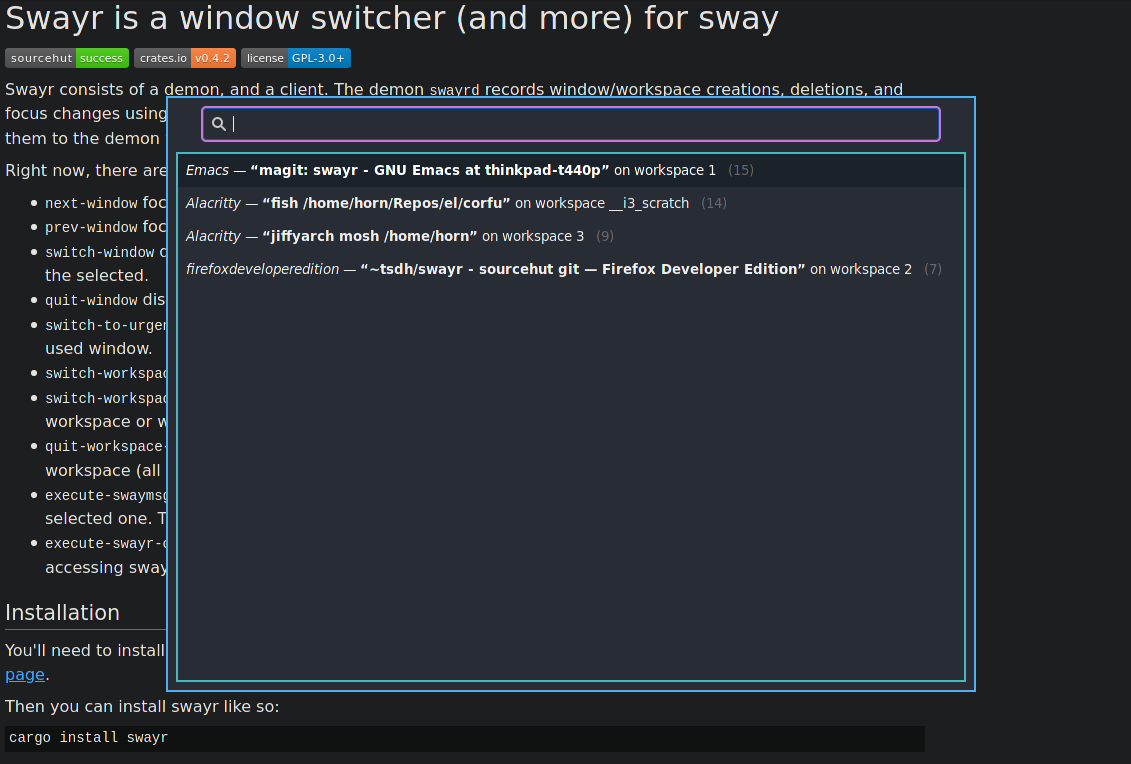 Swayr is a window switcher (and more) for sway
sourcehut success crates.io v0.4.2 license GPL-3.0+
Swayr consists of a demon, and a client. The demon swayrd records window/workspace creations, deletions, and
focus changes using
them to the demon
Right now, there are
next-window foc
prev-window foc
switch-window
the selected.
quit-window dis
switch-to-urger
used window.
switch-workspac
switch-workspac
workspace or w
quit-workspace-
workspace (all
execute-swaymsg
selected one. T
execute-swayr-c
accessing sway
Emacs — “magit: swayr - GNU Emacs at thinkpad-t440p” on workspace 1 (15)
Alacritty — “fish /home/horn/Repos/el/corfu” on workspace __i3_scratch (14)
Alacritty — “jiffyarch mosh /home/horn” on workspace 3 (9)
firefoxdeveloperedition — “~tsdh/swayr - sourcehut git — Firefox Developer Edition” on workspace 2 (7)
Installation
You'll need to install
page.
Then you can install swayr like so:
cargo install swayr